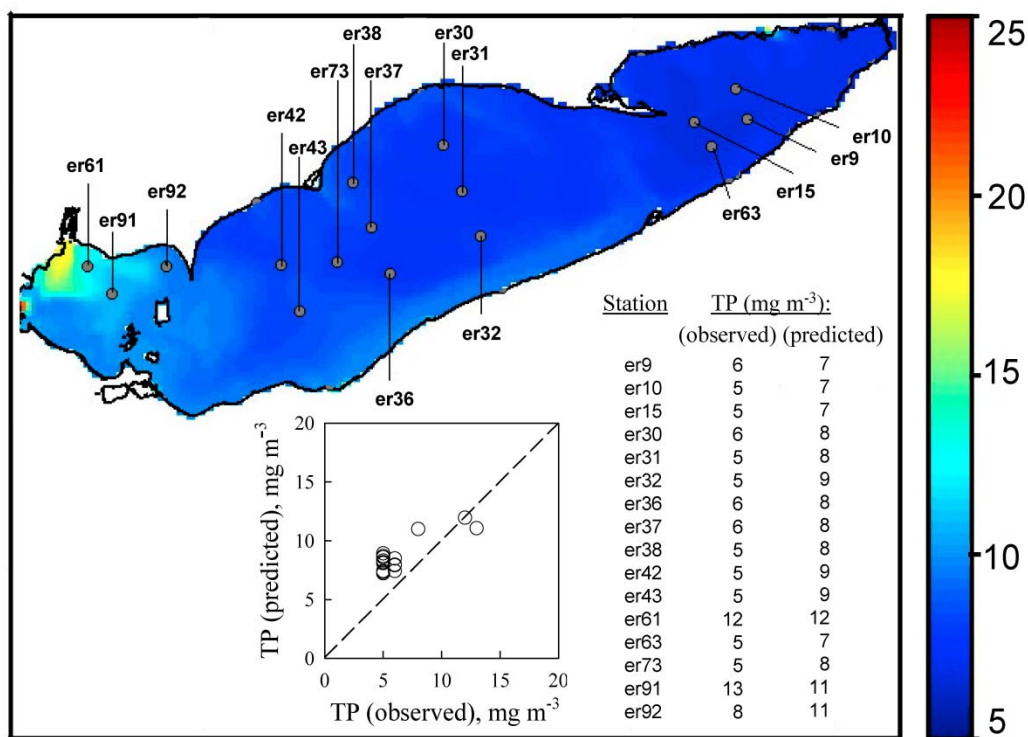 er38
er30
er31
er73
er37
er42
er43
er61
er92
er91
er10
er9
er15
er63
er32
er36
25
20
15
10
5
Station TP (mg m-3):
(observed) (predicted)
er9 6 7
er10 5 7
er15 5 7
er30 6 8
er31 5 8
er32 5 9
er36 6 8
er37 6 8
er38 5 8
er42 5 9
er43 5 9
er61 12 12
er63 5 7
er73 5 8
er91 13 11
er92 8 11
TP (predicted), mg m-3
20
15
10
5
0
0 5 10 15 20
TP (observed), mg m-3